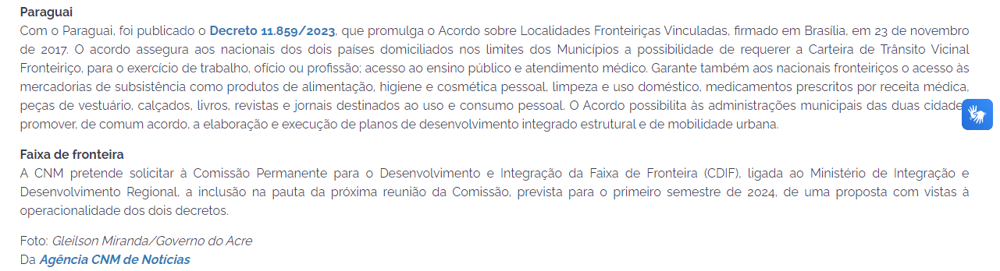 Paraguai
Com o Paraguai, foi publicado o Decreto 11.859/2023, que promulga o Acordo sobre Localidades Fronteiriças Vinculadas, firmado em Brasília, em 23 de novembro
de 2017. O acordo assegura aos nacionais dos dois países domiciliados nos limites dos Municípios a possibilidade de requerer a Carteira de Trânsito Vicinal
Fronteiriço, para o exercício de trabalho, ofício ou profissão; acesso ao ensino público e atendimento médico. Garante também aos nacionais fronteiriços o acesso às
mercadorias de subsistência como produtos de alimentação, higiene e cosmética pessoal, limpeza e uso doméstico, medicamentos prescritos por receita médica,
peças de vestuário, calçados, livros, revistas e jornais destinados ao uso e consumo pessoal. O Acordo possibilita às administrações municipais das duas cidade
promover, de comum acordo, a elaboração e execução de planos de desenvolvimento integrado estrutural e de mobilidade urbana.
Faixa de fronteira
A CNM pretende solicitar à Comissão Permanente para o Desenvolvimento e Integração da Faixa de Fronteira (CDIF), ligada ao Ministério de Integração e
Desenvolvimento Regional, a inclusão na pauta da próxima reunião da Comissão, prevista para o primeiro semestre de 2024, de uma proposta com vistas à
operacionalidade dos dois decretos.
Foto: Gleilson Miranda/Governo do Acre
Da Agência CNM de Notícias